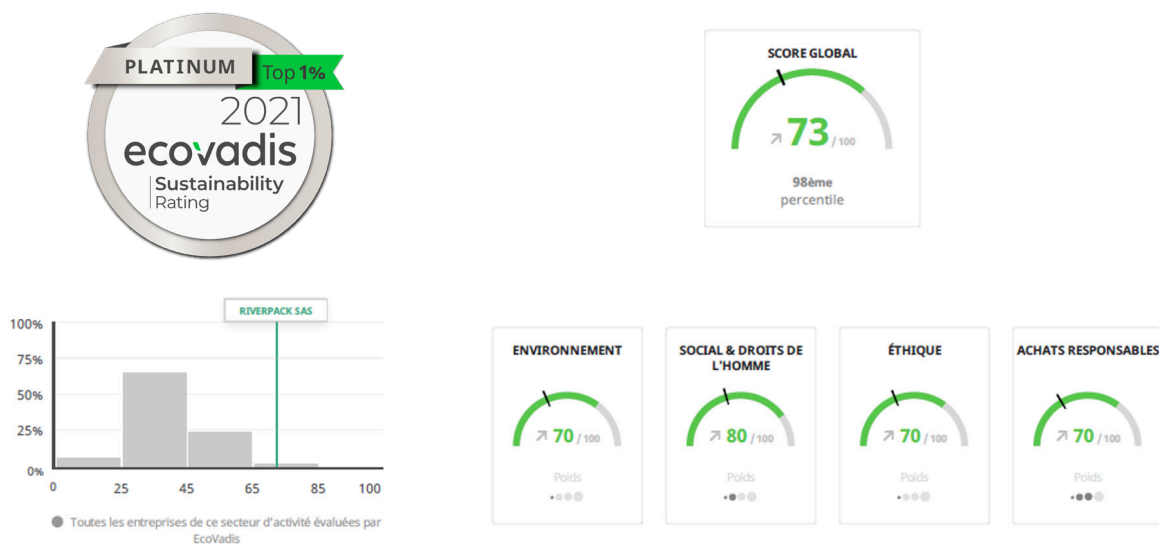 PLATINUM
Top 1%
2021
ecovadis
Sustainability
Rating
SCORE GLOBAL
73 / 100
98ème
percentile
RIVERPACK SAS
100%
75%
50%
25%
0%
0 25 45 65 85 100
Toutes les entreprises de ce secteur d'activité évaluées par
EcoVadis
ENVIRONNEMENT
70 / 100
Poids
SOCIAL & DROITS DE
L'HOMME
80 / 100
Poids
ÉTHIQUE
70 / 100
Poids
ACHATS RESPONSABLES
70 / 100
Poids